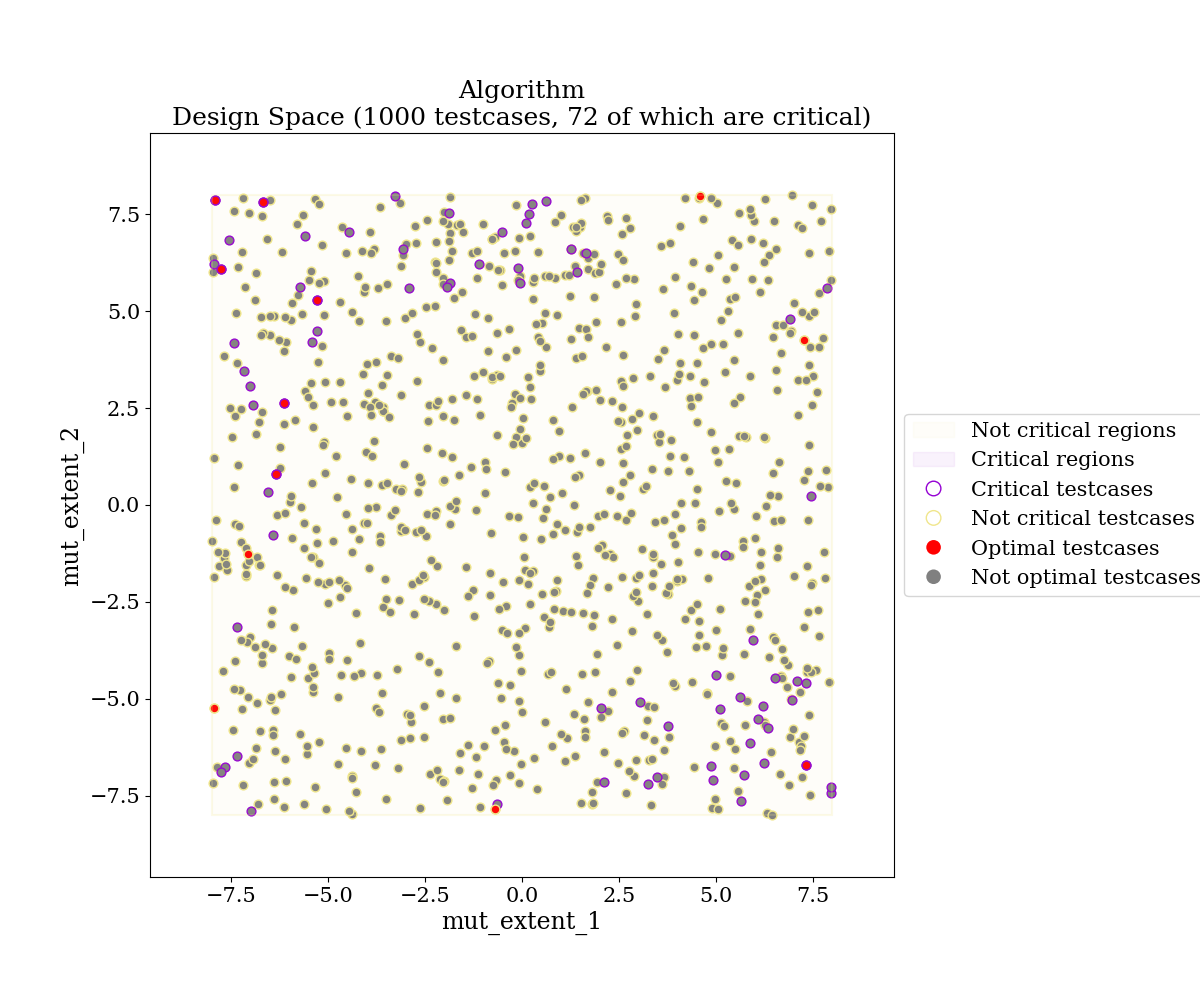 Algorithm
Design Space (1000 testcases, 72 of which are critical)
7.5
5.0
2.5
0.0
−2.5
−5.0
−7.5
mut_extent_2
−7.5 −5.0 −2.5 0.0 2.5 5.0 7.5
mut_extent_1
Not critical regions
Critical regions
Critical testcases
Not critical testcases
Optimal testcases
Not optimal testcases